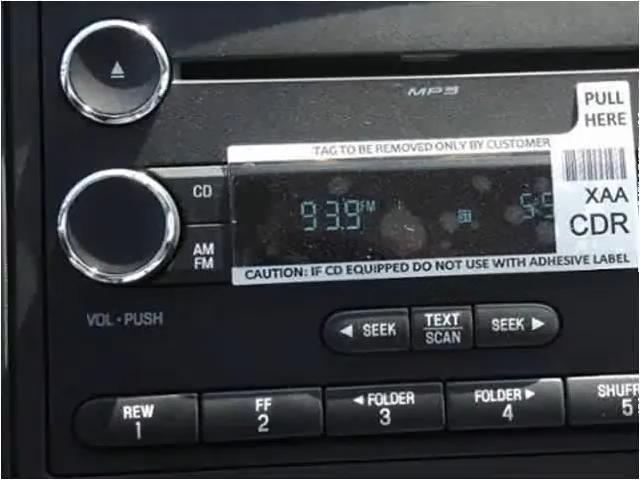 MP3
PULL
HERE
TAG TO BE REMOVED ONLY BY CUSTOMER
CD
XAA
CDR
93.9 FM
AM
FM
CAUTION: IF CD EQUIPPED DO NOT USE WITH ADHESIVE LABEL
VOL • PUSH
◀ SEEK
TEXT
SCAN
SEEK ▶
REW
1
FF
2
◀ FOLDER
3
FOLDER ▶
4
SHUFF
5